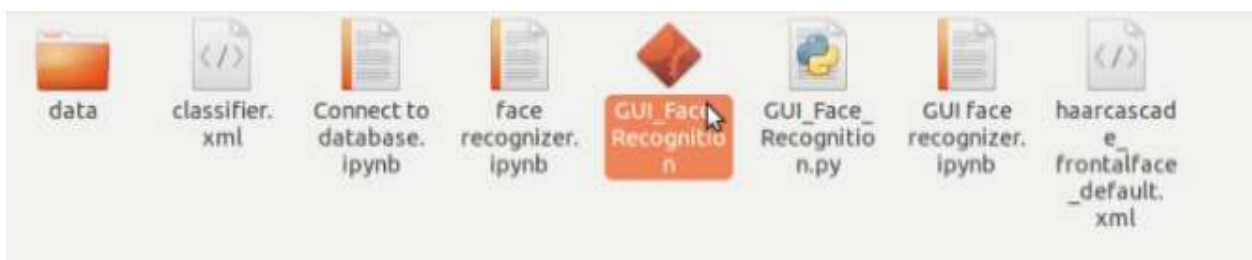 data
classifier.
xml
Connect to
database.
ipynb
face
recognizer.
ipynb
GUI_Face_
Recognitio
n
GUI_Face_
Recognitio
n.py
GUI face
recognizer.
ipynb
haarcascad
e_
frontalface
_default.
xml